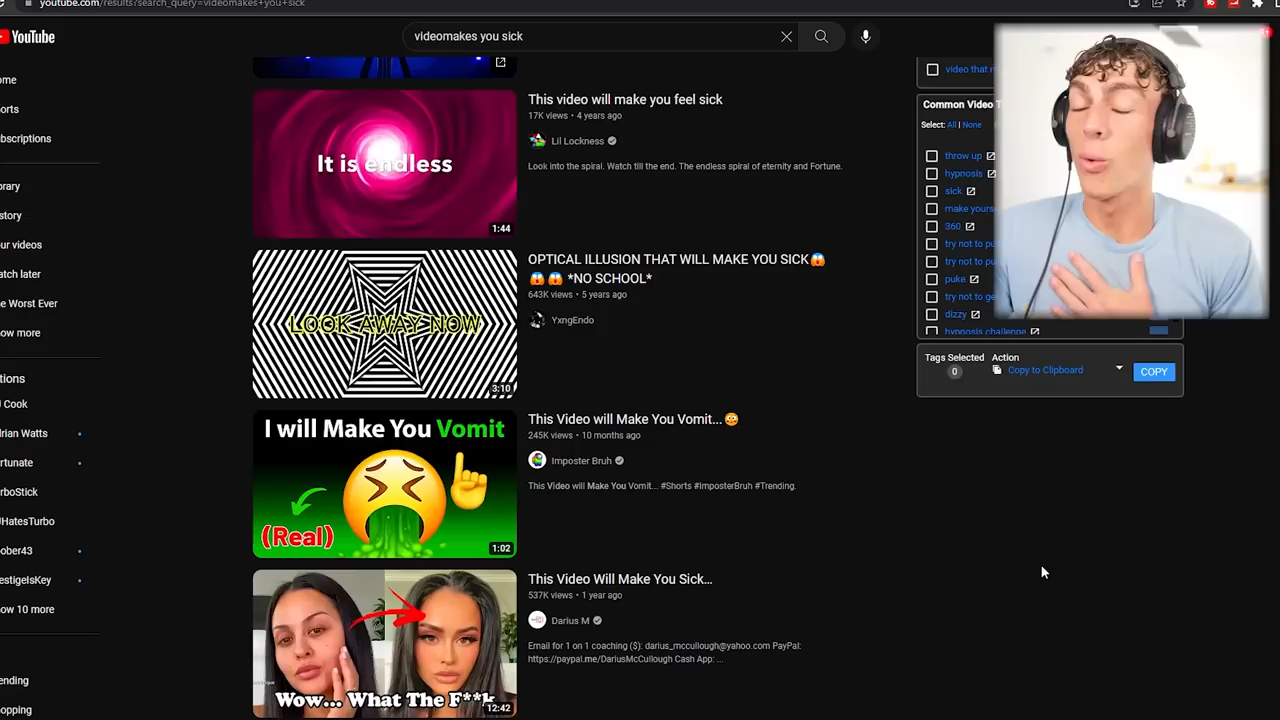 youtube.com/results?search_query=videomakes+you+sick
YouTube
videomakes you sick
ome
orts
bscriptions
brary
story
our videos
atch later
he Worst Ever
how more
tions
Cook
rian Watts
rtunate
rboStick
HatesTurbo
ober43
estigeIsKey
how 10 more
ending
opping
It is endless
1:44
This video will make you feel sick
17K views • 4 years ago
Lil Lockness
Look into the spiral. Watch till the end. The endless spiral of eternity and Fortune.
LOOK AWAY NOW
3:10
OPTICAL ILLUSION THAT WILL MAKE YOU SICK😱
😱 😱 *NO SCHOOL*
643K views • 5 years ago
YxngEndo
I will Make You Vomit
(Real)
1:02
This Video will Make You Vomit... 😳
245K views • 10 months ago
Imposter Bruh
This Video will Make You Vomit... #Shorts #ImposterBruh #Trending.
Wow... What The F**k
12:42
This Video Will Make You Sick...
537K views • 1 year ago
Darius M
Email for 1 on 1 coaching ($): darius_mccullough@yahoo.com PayPal:
https://paypal.me/DariusMcCullough Cash App: ...
video that
Common Video T
Select: All | None
throw up
hypnosis
sick
make yours
360
try not to pu
try not to pu
puke
try not to ge
dizzy
hypnosis challenge
Tags Selected
0
Action
Copy to Clipboard
COPY